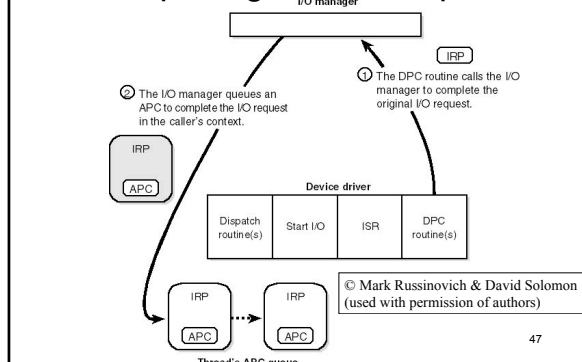 I/O manager
IRP
① The DPC routine calls the I/O
manager to complete the
original I/O request.
② The I/O manager queues an
APC to complete the I/O request
in the caller's context.
IRP
APC
Device driver
Dispatch
routine(s)
Start I/O
ISR
DPC
routine(s)
© Mark Russinovich & David Solomon
(used with permission of authors)
IRP
APC
IRP
APC
47
Thread's APC queue